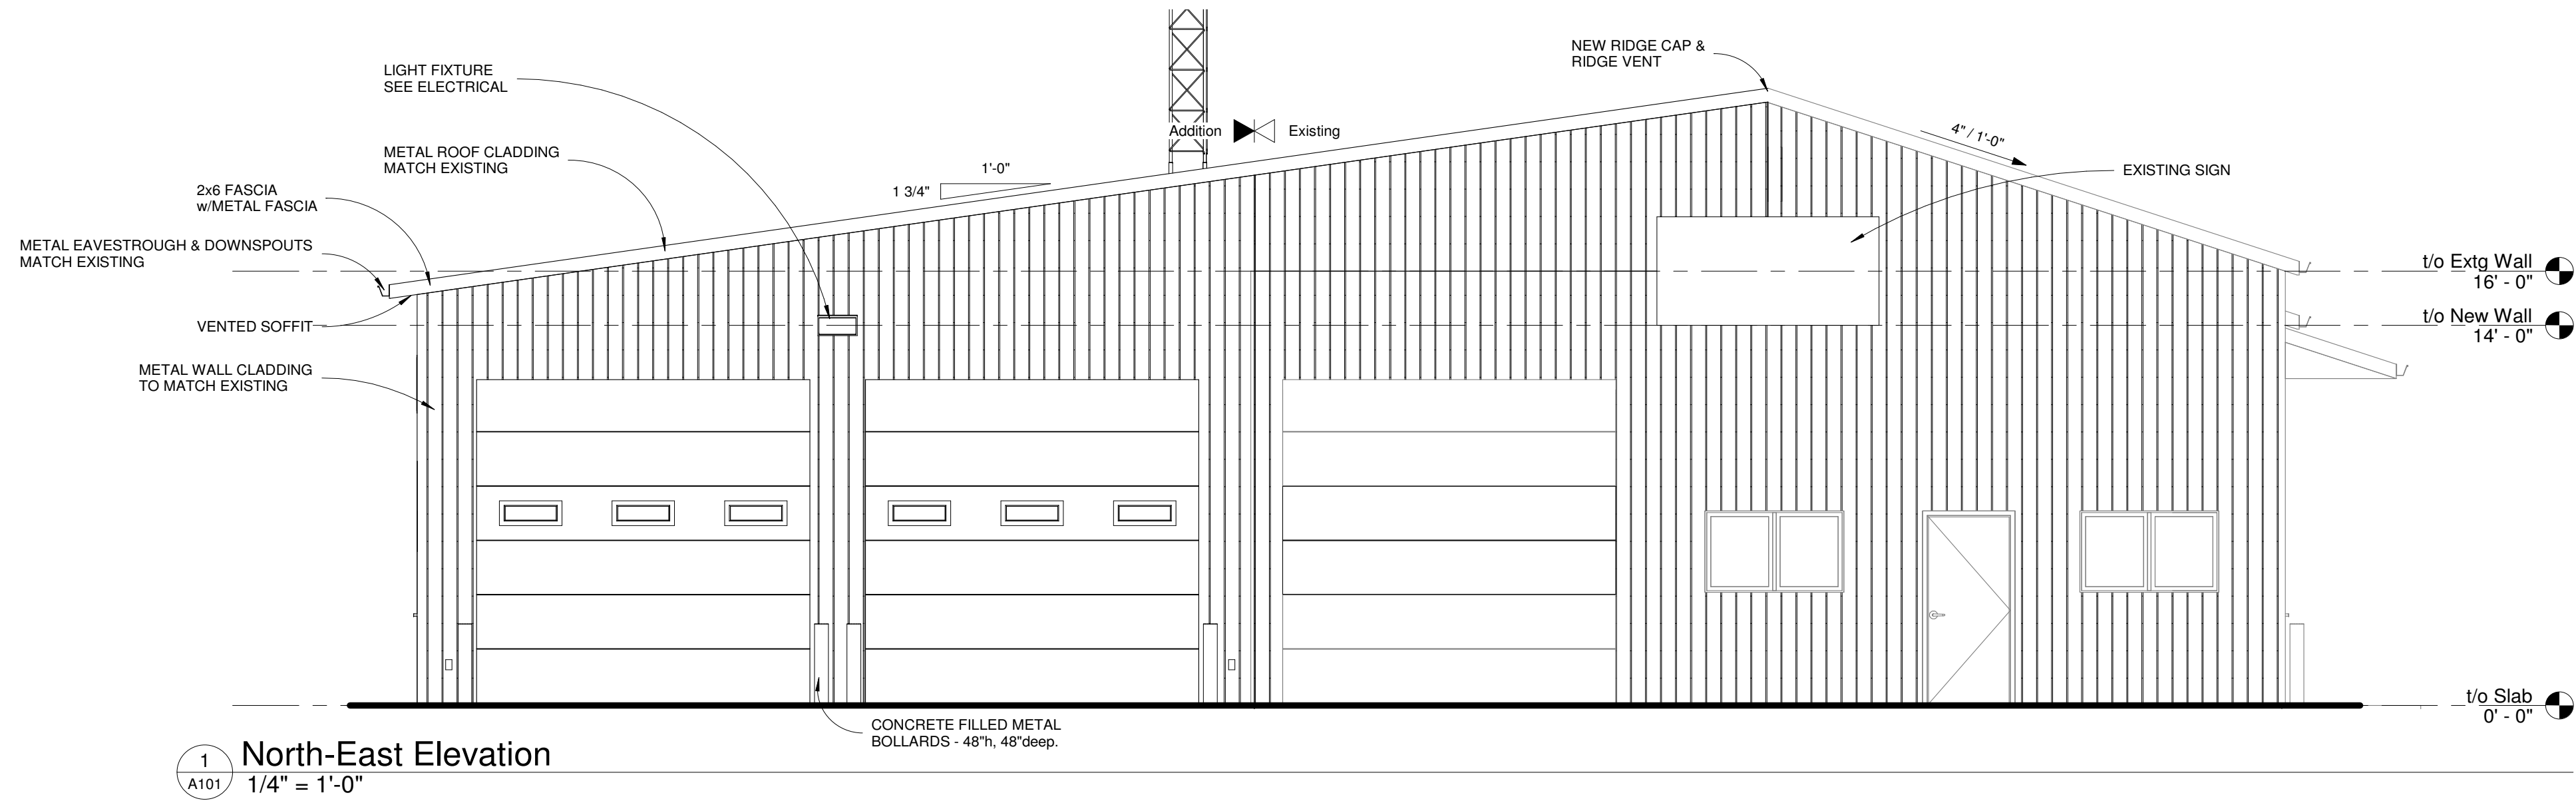 NEW RIDGE CAP &
RIDGE VENT
LIGHT FIXTURE
SEE ELECTRICAL
Addition
Existing
4" / 1'-0"
METAL ROOF CLADDING
MATCH EXISTING
1'-0"
1 3/4"
EXISTING SIGN
2x6 FASCIA
w/METAL FASCIA
METAL EAVESTROUGH & DOWNSPOUTS
MATCH EXISTING
t/o Extg Wall
16' - 0"
VENTED SOFFIT
t/o New Wall
14' - 0"
METAL WALL CLADDING
TO MATCH EXISTING
t/o Slab
0' - 0"
CONCRETE FILLED METAL
BOLLARDS - 48"h, 48"deep.
1
A101
North-East Elevation
1/4" = 1'-0"